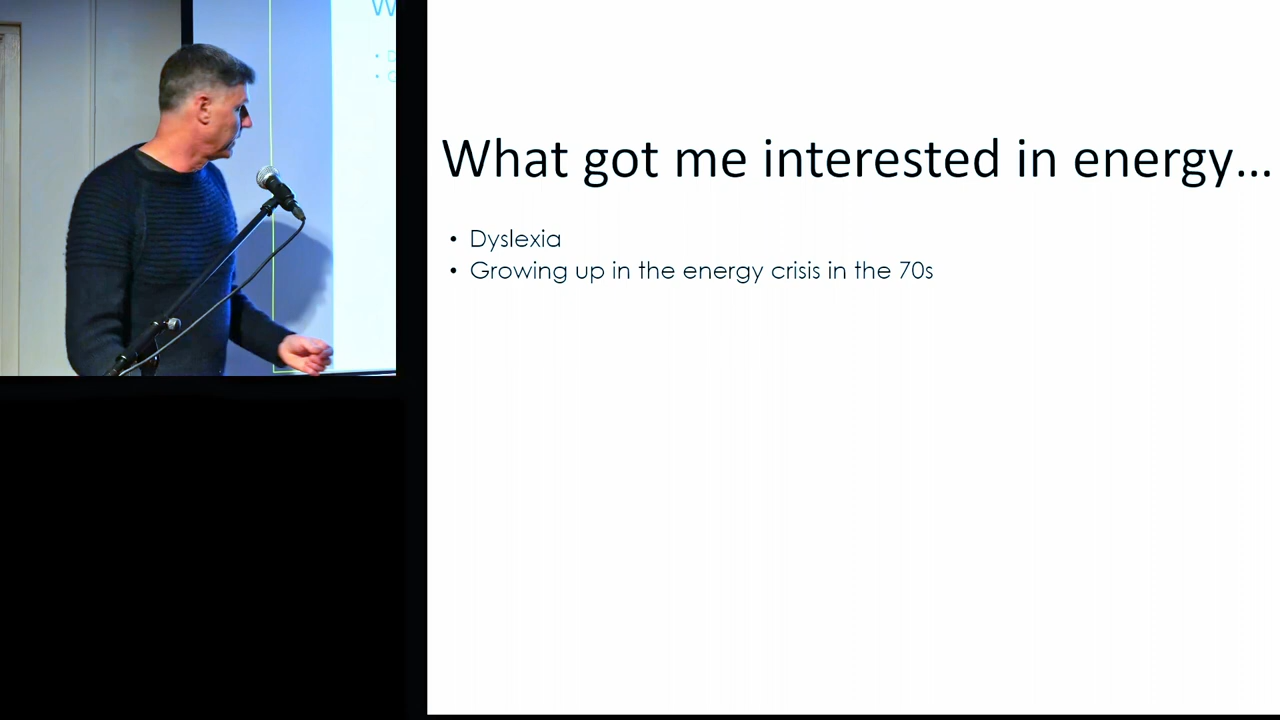 What got me interested in energy...
• Dyslexia
• Growing up in the energy crisis in the 70s